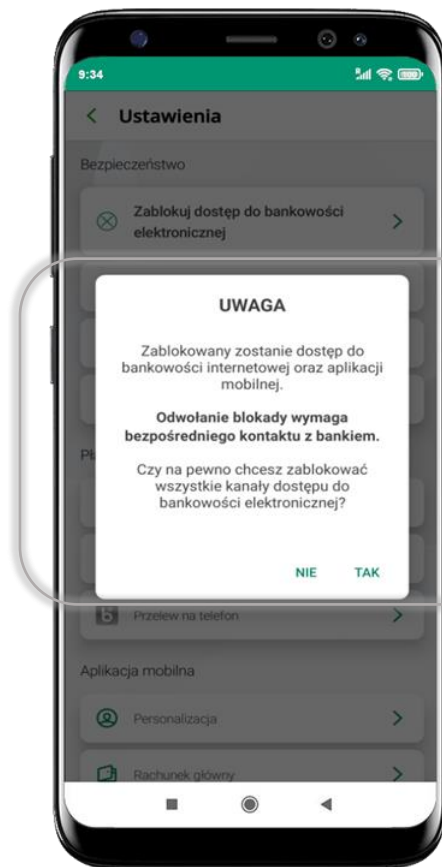 9:34
Ustawienia
Bezpieczeństwo
Zablokuj dostęp do bankowości
elektronicznej
UWAGA
Zablokowany zostanie dostęp do
bankowości internetowej oraz aplikacji
mobilnej.
Odwołanie blokady wymaga
bezpośredniego kontaktu z bankiem.
Czy na pewno chcesz zablokować
wszystkie kanały dostępu do
bankowości elektronicznej?
NIE TAK
Przelew na telefon
Aplikacja mobilna
Personalizacja
Rachunek główny